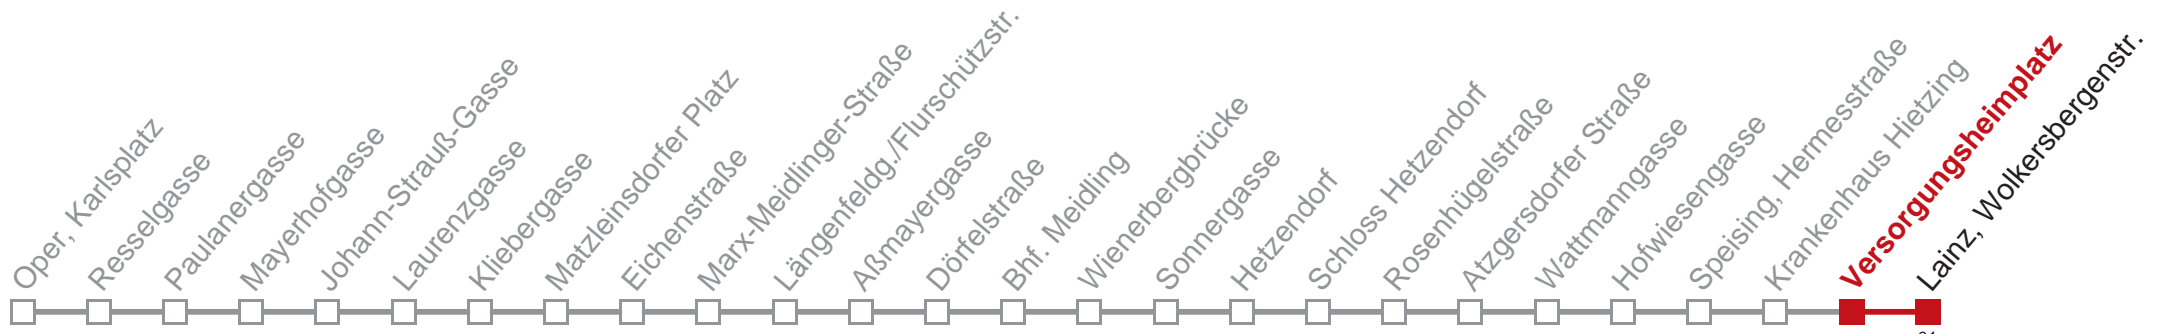 Oper, Karlsplatz
Resselgasse
Paulanergasse
Mayerhofgasse
Johann-Strauß-Gasse
Laurenzgasse
Kliebergasse
Matzleinsdorfer Platz
Eichenstraße
Marx-Meidlinger-Straße
Längenfeldg./Flurschützstr.
Aßmayergasse
Dörfelstraße
Bhf. Meidling
Wienerbergbrücke
Sonnergasse
Hetzendorf
Schloss Hetzendorf
Rosenhügelstraße
Atzgersdorfer Straße
Wattmanngasse
Hofwiesengasse
Speising, Hermesstraße
Krankenhaus Hietzing
Versorgungsheimplatz
Lainz, Wolkersbergenstr.